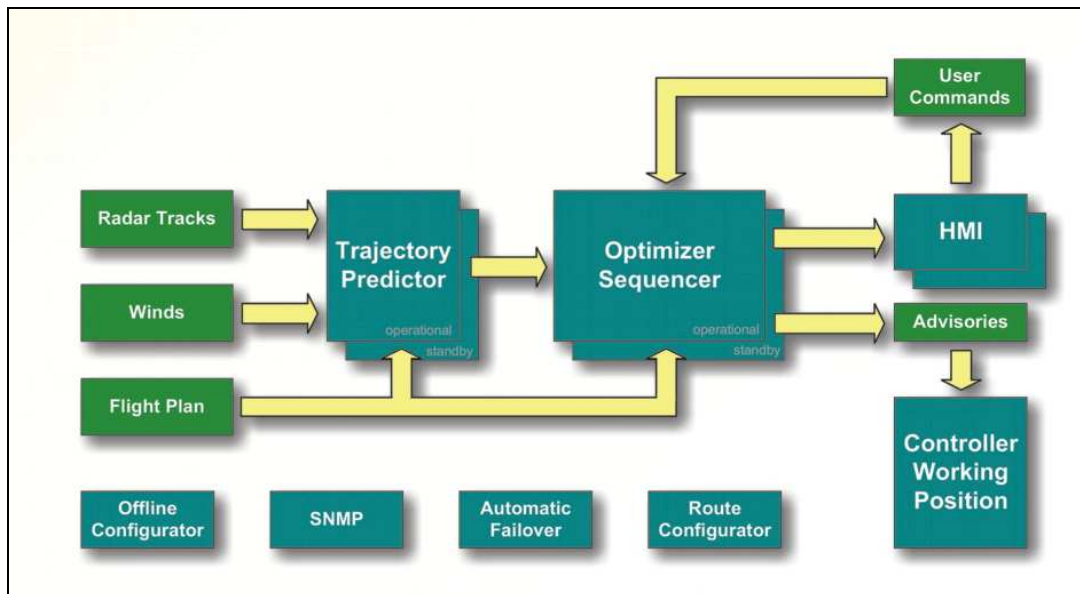 User
Commands
Radar Tracks
Trajectory
Predictor
operational
standby
Optimizer
Sequencer
operational
standby
HMI
Winds
Advisories
Flight Plan
Controller
Working
Position
Offline
Configurator
SNMP
Automatic
Failover
Route
Configurator